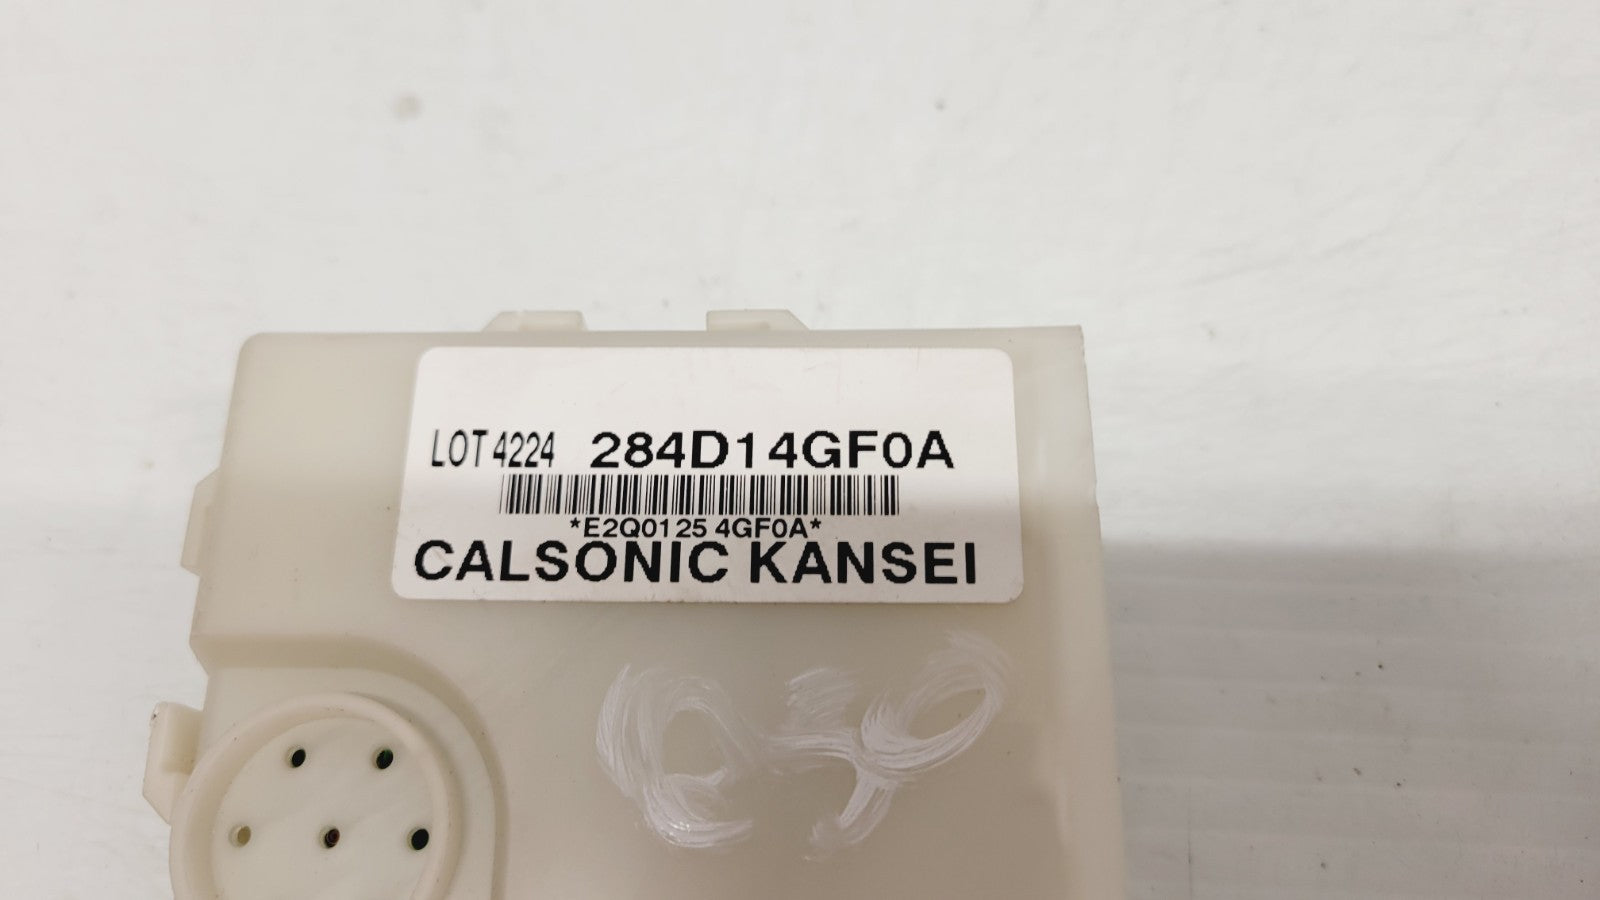 LOT 4224 284D14GF0A
*E2Q0125 4GF0A*
CALSONIC KANSEI